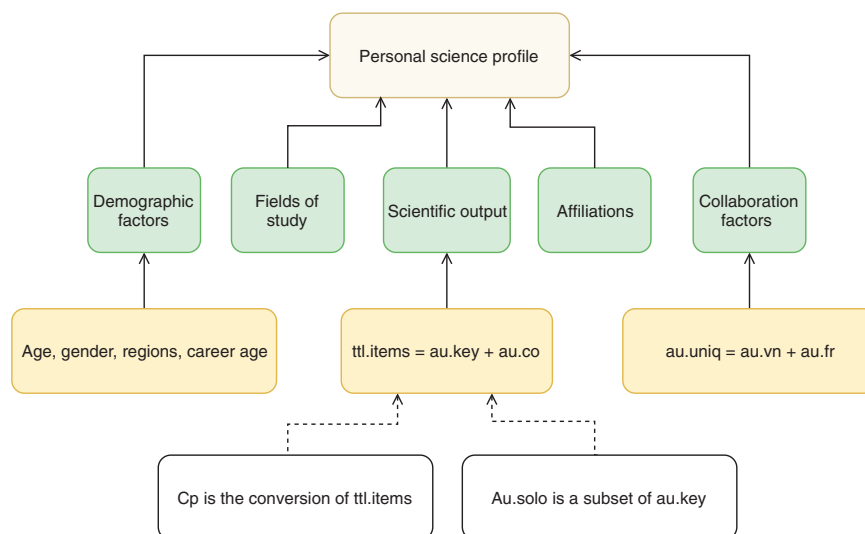 Personal science profile
Demographic
factors
Fields of
study
Scientific output
Affiliations
Collaboration
factors
Age, gender, regions, career age
ttl.items = au.key + au.co
au.uniq = au.vn + au.fr
Cp is the conversion of ttl.items
Au.solo is a subset of au.key